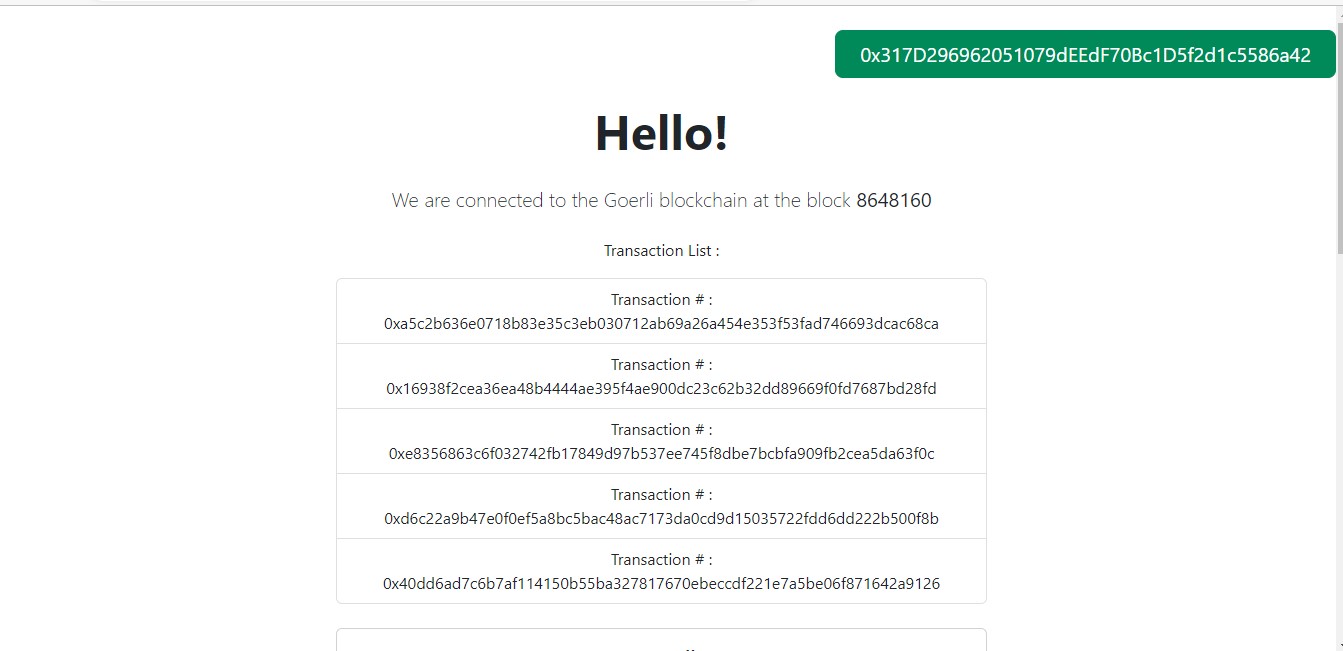 0x317D296962051079dEEdF70Bc1D5f2d1c5586a42
Hello!
We are connected to the Goerli blockchain at the block 8648160
Transaction List :
Transaction # :
0xa5c2b636e0718b83e35c3eb030712ab69a26a454e353f53fad746693dcac68ca
Transaction # :
0x16938f2cea36ea48b4444ae395f4ae900dc23c62b32dd89669f0fd7687bd28fd
Transaction # :
0xe8356863c6f032742fb17849d97b537ee745f8dbe7bcbfa909fb2cea5da63f0c
Transaction # :
0xd6c22a9b47e0f0ef5a8bc5bac48ac7173da0cd9d15035722fdd6dd222b500f8b
Transaction # :
0x40dd6ad7c6b7af114150b55ba327817670ebeccdf221e7a5be06f871642a9126